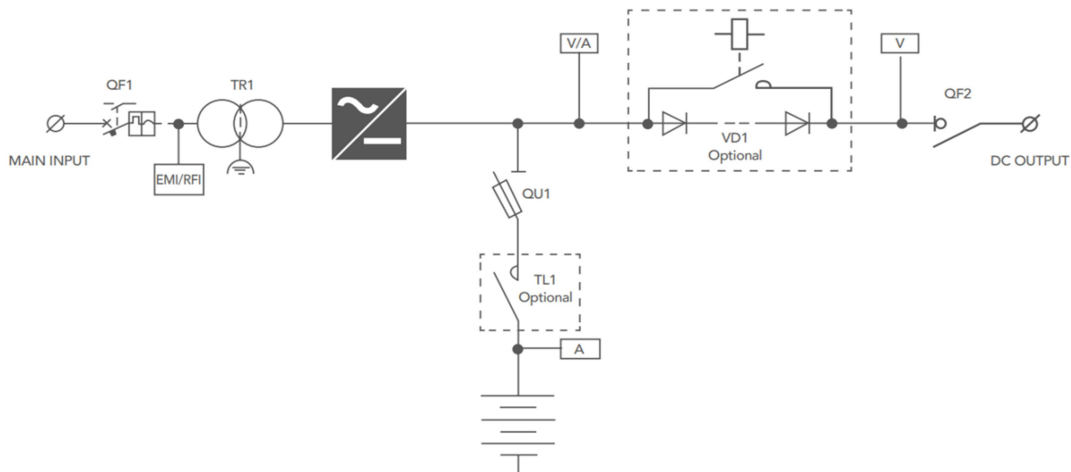 V/A
V
QF1
TR1
QF2
MAIN INPUT
VD1
Optional
DC OUTPUT
EMI/RFI
QU1
TL1
Optional
A